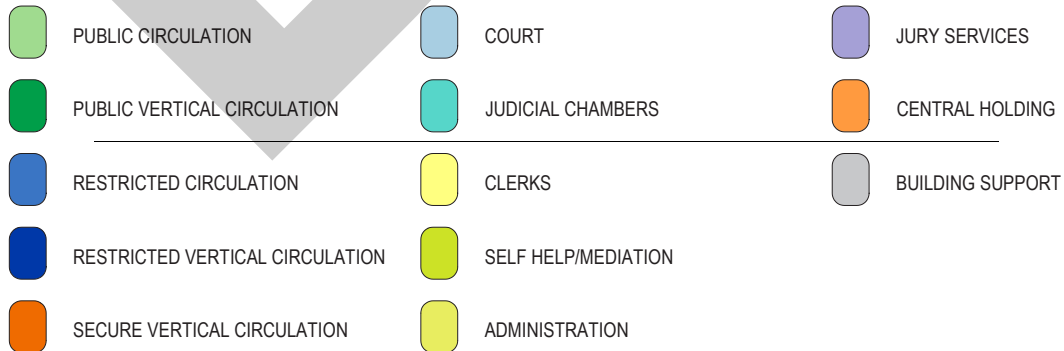 PUBLIC CIRCULATION
PUBLIC VERTICAL CIRCULATION
RESTRICTED CIRCULATION
RESTRICTED VERTICAL CIRCULATION
SECURE VERTICAL CIRCULATION
COURT
JUDICIAL CHAMBERS
CLERKS
SELF HELP/MEDIATION
ADMINISTRATION
JURY SERVICES
CENTRAL HOLDING
BUILDING SUPPORT